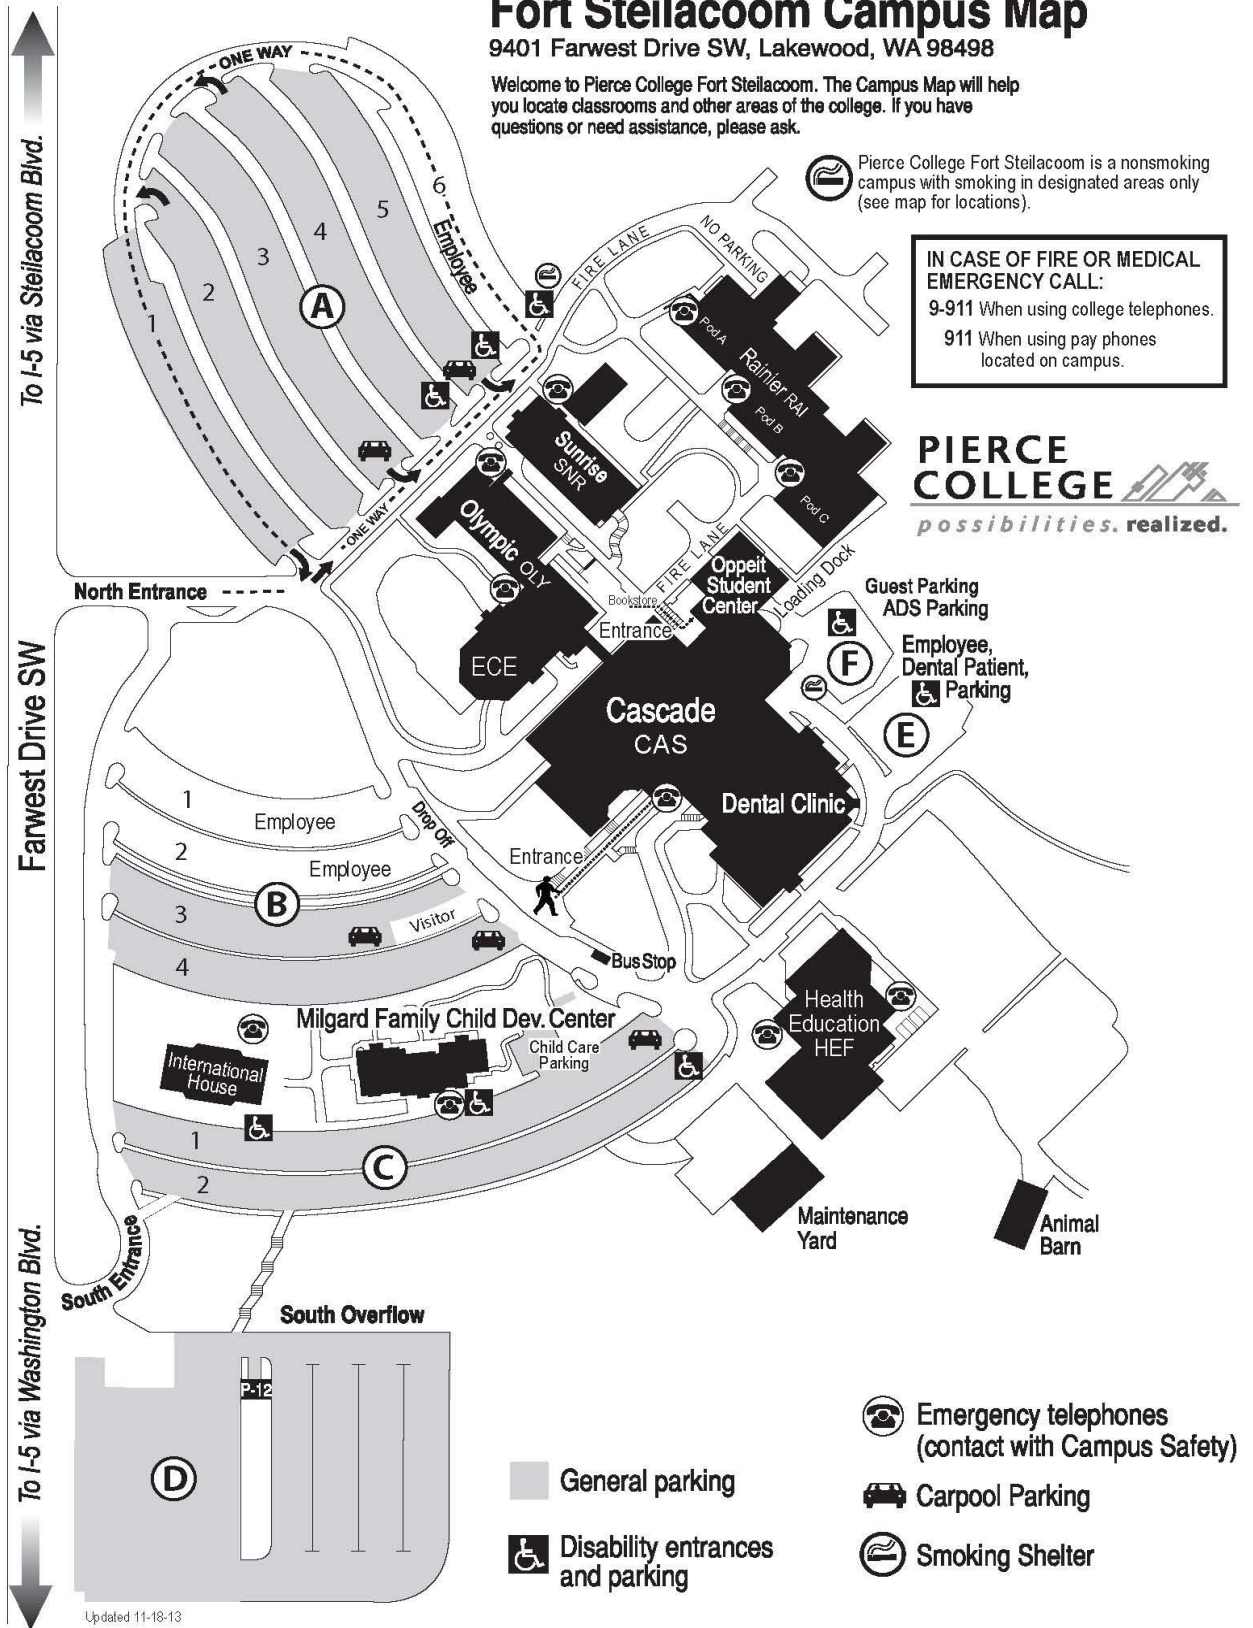 Fort Steilacoom Campus Map
9401 Farwest Drive SW, Lakewood, WA 98498
Welcome to Pierce College Fort Steilacoom. The Campus Map will help
you locate classrooms and other areas of the college. If you have
questions or need assistance, please ask.
Pierce College Fort Steilacoom is a nonsmoking
campus with smoking in designated areas only
(see map for locations).
IN CASE OF FIRE OR MEDICAL
EMERGENCY CALL:
9-911 When using college telephones.
911 When using pay phones
located on campus.
PIERCE
COLLEGE
possibilities. realized.
To I-5 via Steilacoom Blvd.
Farwest Drive SW
To I-5 via Washington Blvd.
ONE WAY
1
2
3
4
5
6
Employee
A
ONE WAY
North Entrance
FIRE LANE
NO PARKING
Pod A
Rainier RAI
Pod B
Pod C
Sunrise
SNR
Olympic OLY
ECE
FIRE LANE
Oppeit
Student
Center
Loading Dock
Bookstore
Entrance
Guest Parking
ADS Parking
F
Employee,
Dental Patient,
Parking
E
Cascade
CAS
Dental Clinic
Drop Off
Entrance
1
Employee
2
Employee
B
3
Visitor
4
Bus Stop
Milgard Family Child Dev. Center
Child Care
Parking
International
House
Health
Education
HEF
1
C
2
Maintenance
Yard
Animal
Barn
South Entrance
South Overflow
P-12
D
General parking
Disability entrances
and parking
Emergency telephones
(contact with Campus Safety)
Carpool Parking
Smoking Shelter
Updated 11-18-13